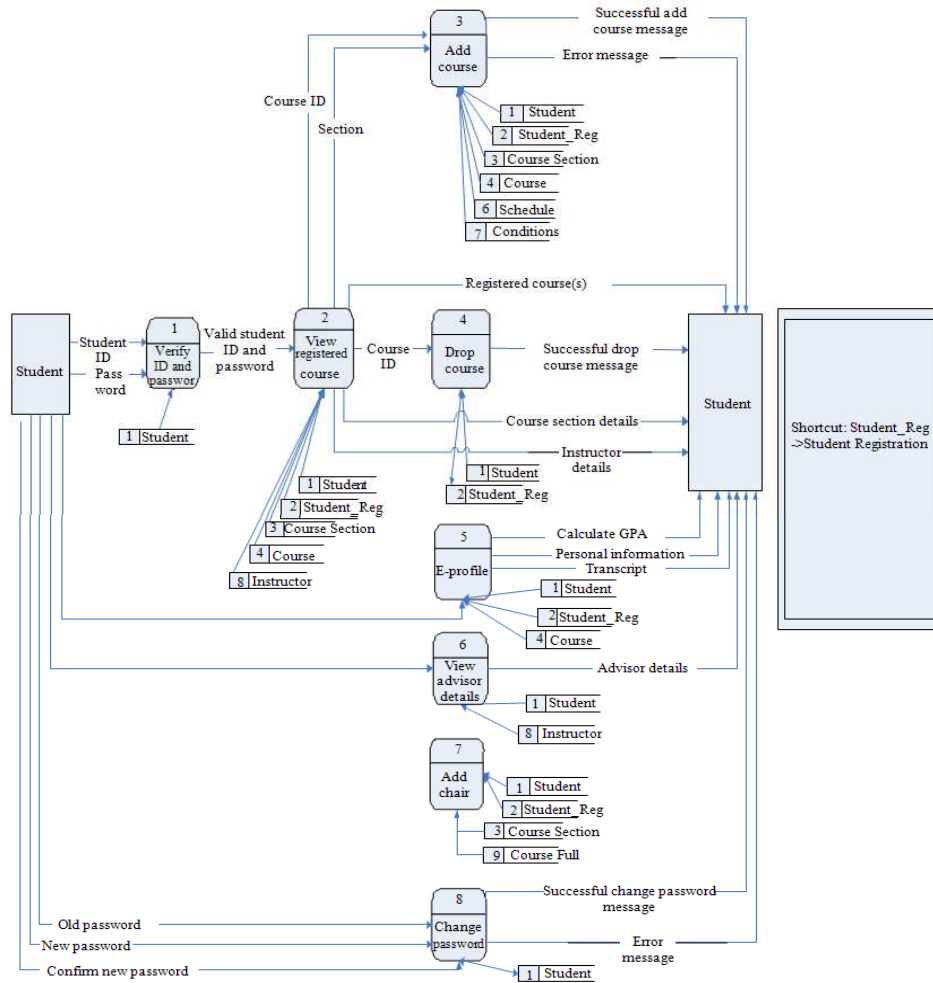 3
Add
course
Successful add
course message
Error message
Course ID
Section
1 Student
2 Student_Reg
3 Course Section
4 Course
6 Schedule
7 Conditions
Registered course(s)
Student
Student
ID
Pass
word
1
Verify
ID and
passwor
Valid student
ID and
password
2
View
registered
course
Course
ID
4
Drop
course
Successful drop
course message
Student
Shortcut: Student_Reg
->Student Registration
1 Student
Course section details
Instructor
details
1 Student
2 Student_Reg
3 Course Section
4 Course
8 Instructor
1 Student
2 Student_Reg
5
E-profile
Calculate GPA
Personal information
Transcript
1 Student
2 Student_Reg
4 Course
6
View
advisor
details
Advisor details
1 Student
8 Instructor
7
Add
chair
1 Student
2 Student_Reg
3 Course Section
9 Course Full
8
Change
password
Successful change password
message
Old password
New password
Confirm new password
Error
message
1 Student